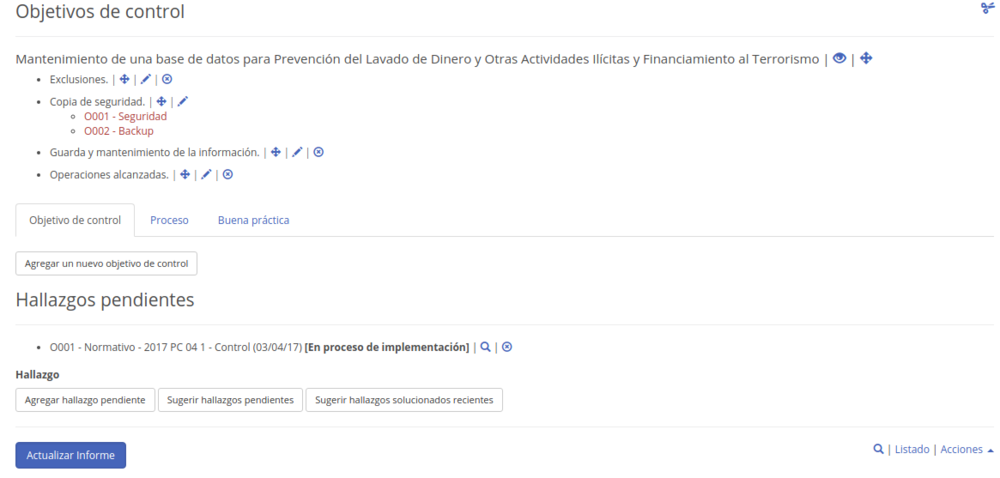 Objetivos de control
Mantenimiento de una base de datos para Prevención del Lavado de Dinero y Otras Actividades Ilícitas y Financiamiento al Terrorismo | |
Exclusiones. | | |
Copia de seguridad. | |
O001 - Seguridad
O002 - Backup
Guarda y mantenimiento de la información. | | |
Operaciones alcanzadas. | | |
Objetivo de control Proceso Buena práctica
Agregar un nuevo objetivo de control
Hallazgos pendientes
O001 - Normativo - 2017 PC 04 1 - Control (03/04/17) [En proceso de implementación] | |
Hallazgo
Agregar hallazgo pendiente Sugerir hallazgos pendientes Sugerir hallazgos solucionados recientes
Actualizar Informe | Listado | Acciones